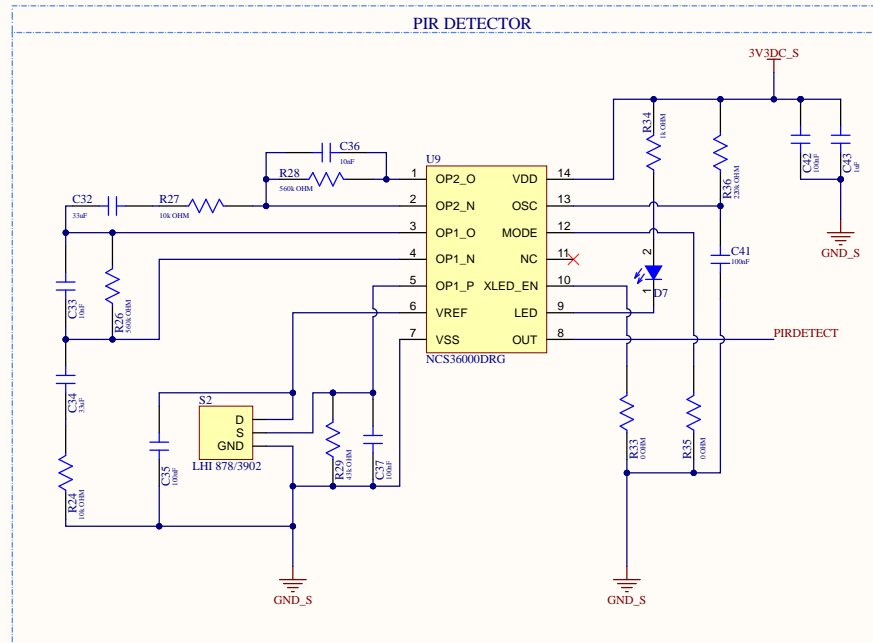 PIR DETECTOR
3V3DC_S
R34
1k OHM
R36
220k OHM
C42
100nF
C43
1uF
GND_S
C36
10nF
R28
560k OHM
C32
33uF
R27
10k OHM
U9
1 OP2_O VDD 14
2 OP2_N OSC 13
3 OP1_O MODE 12
4 OP1_N NC 11
5 OP1_P XLED_EN 10
6 VREF LED 9
7 VSS OUT 8
NCS36000DRG
C41
100nF
2
1
D7
PIRDETECT
C33
10nF
R26
560k OHM
C34
33uF
R24
10k OHM
C35
100nF
S2
D
S
GND
LHI 878/3902
R29
43k OHM
C37
100nF
R33
0 OHM
R35
0 OHM
GND_S
GND_S